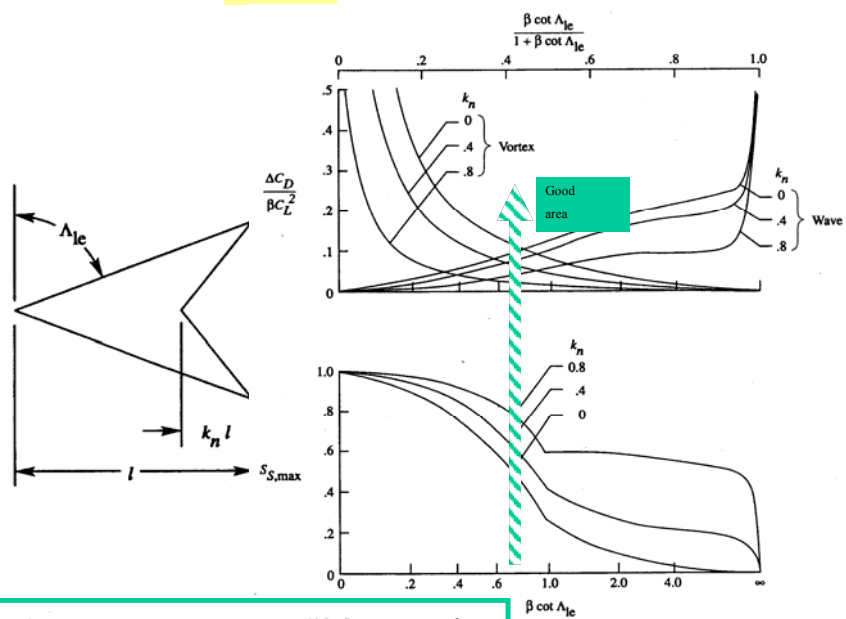 β cot Λle
1 + β cot Λle
0 .2 .4 .6 .8 1.0
.5
.4
.3
.2
.1
0
ΔCD
βCL²
kn
0
.4
.8
Vortex
Good
area
kn
0
.4
.8
Wave
Λle
kn l
l
SS,max
1.0
.8
.6
.4
.2
0
kn
0.8
.4
0
0 .2 .4 .6 1.0 2.0 4.0 ∞
β cot Λle